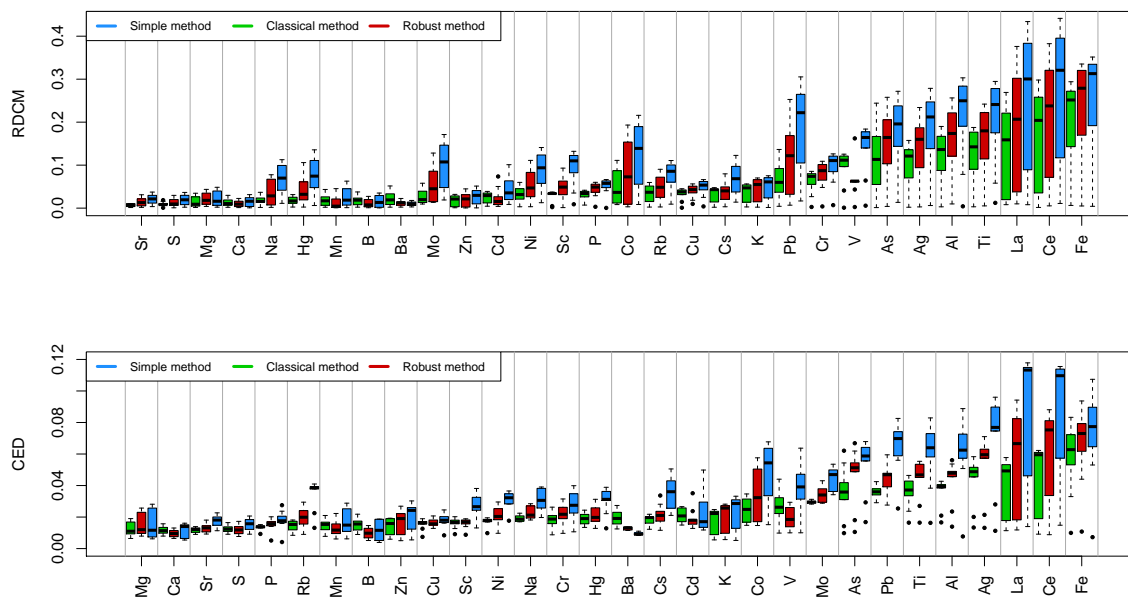 Simple method Classical method Robust method
RDCM
0.4
0.3
0.2
0.1
0.0
Sr S Mg Ca Na Hg Mn B Ba Mo Zn Cd Ni Sc P Co Rb Cu Cs K Pb Cr V As Ag Al Ti La Ce Fe
Simple method Classical method Robust method
CED
0.12
0.08
0.04
0.00
Mg Ca Sr S P Rb Mn B Zn Cu Sc Ni Na Cr Hg Ba Cs Cd K Co V Mo As Pb Ti Al Ag La Ce Fe